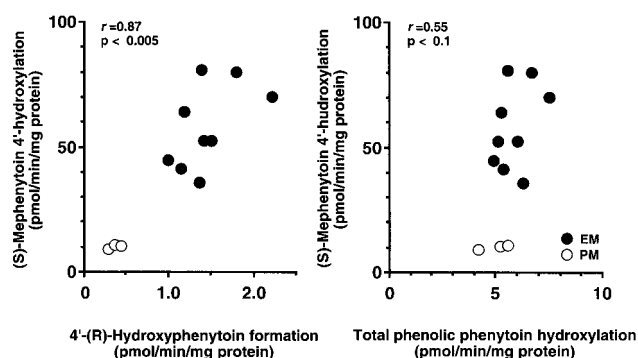 100
r=0.87
p < 0.005
50
0
0
1.0
2.0
(S)-Mephenytoin 4'-hydroxylation
(pmol/min/mg protein)
4'-(R)-Hydroxyphenytoin formation
(pmol/min/mg protein)
100
r=0.55
p < 0.1
50
0
0
5
10
(S)-Mephenytoin 4'-hudroxylation
(pmol/min/mg protein)
EM
PM
Total phenolic phenytoin hydroxylation
(pmol/min/mg protein)